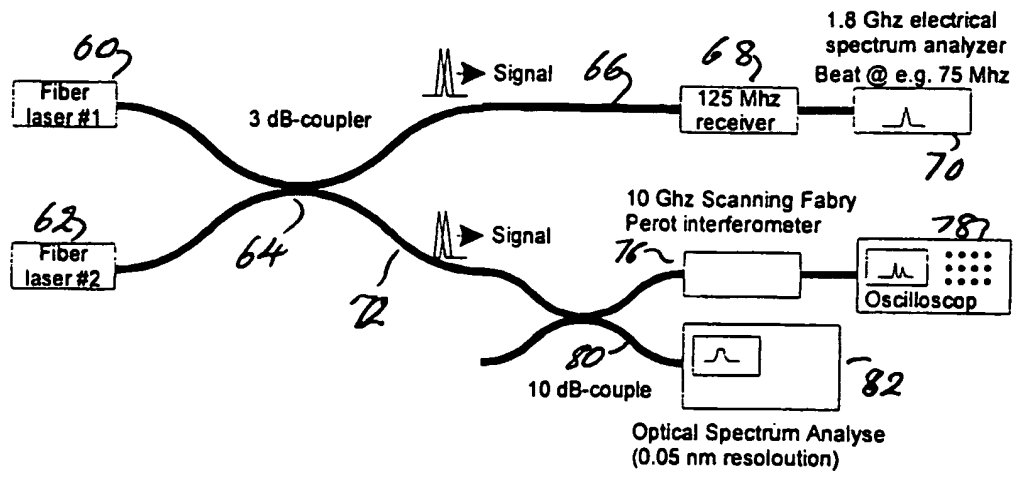 60
Fiber
laser #1
3 dB-coupler
Signal
66
68
125 Mhz
receiver
1.8 Ghz electrical
spectrum analyzer
Beat @ e.g. 75 Mhz
70
62
Fiber
laser #2
64
72
Signal
10 Ghz Scanning Fabry
Perot interferometer
76
78
Oscilloscop
80
10 dB-couple
82
Optical Spectrum Analyse
(0.05 nm resoloution)